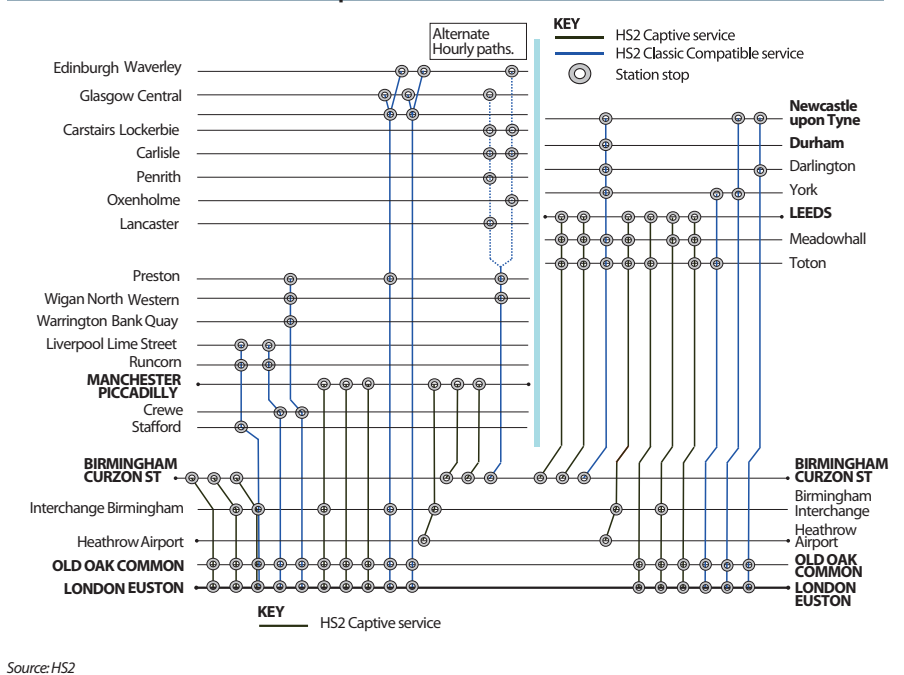 Alternate
Hourly paths.
KEY
HS2 Captive service
HS2 Classic Compatible service
Station stop
Edinburgh Waverley
Glasgow Central
Carstairs Lockerbie
Carlisle
Penrith
Oxenholme
Lancaster
Preston
Wigan North Western
Warrington Bank Quay
Liverpool Lime Street
Runcorn
MANCHESTER
PICCADILLY
Crewe
Stafford
BIRMINGHAM
CURZON ST
Interchange Birmingham
Heathrow Airport
OLD OAK COMMON
LONDON EUSTON
Newcastle
upon Tyne
Durham
Darlington
York
LEEDS
Meadowhall
Toton
BIRMINGHAM
CURZON ST
Birmingham
Interchange
Heathrow
Airport
OLD OAK
COMMON
LONDON
EUSTON
KEY
HS2 Captive service
Source: HS2